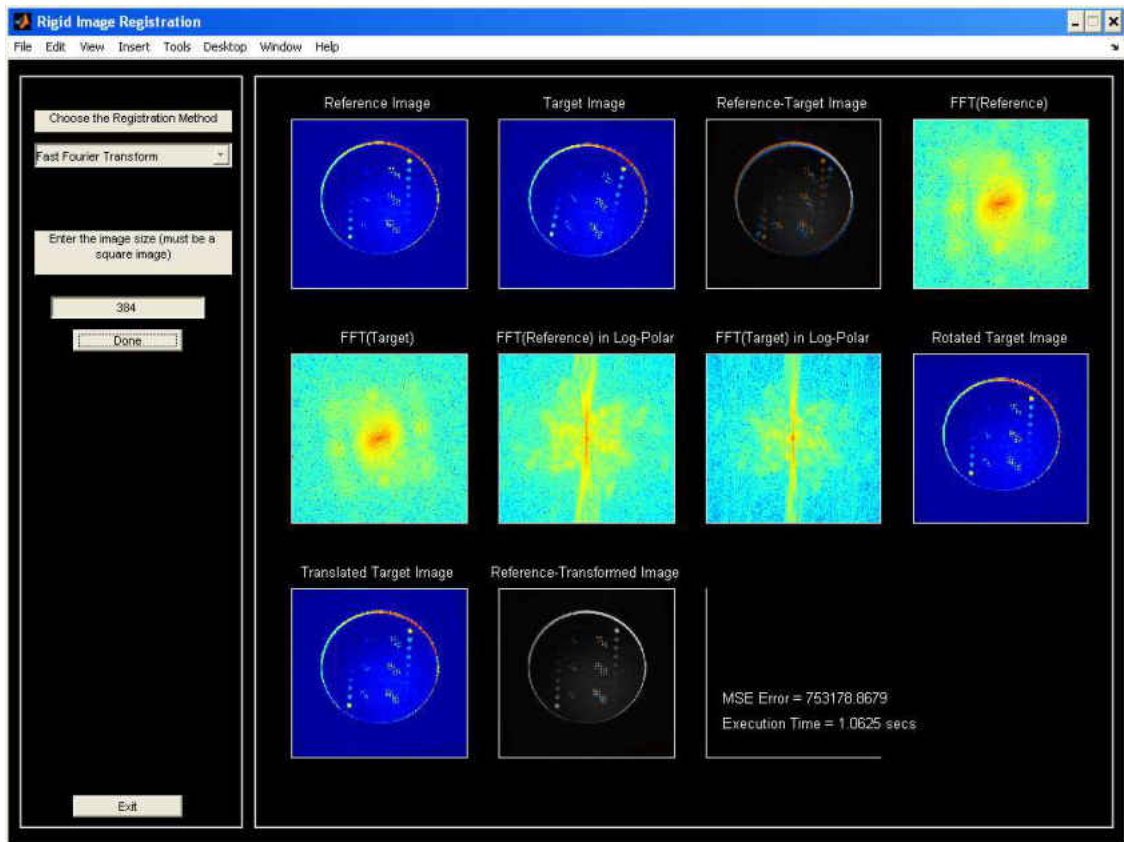 Rigid Image Registration
File Edit View Insert Tools Desktop Window Help
Choose the Registration Method
Fast Fourier Transform
Enter the image size (must be a
square image)
384
Done
Exit
Reference Image
Target Image
Reference-Target Image
FFT(Reference)
FFT(Target)
FFT(Reference) in Log-Polar
FFT(Target) in Log-Polar
Rotated Target Image
Translated Target Image
Reference-Transformed Image
MSE Error = 753178.8679
Execution Time = 1.0625 secs